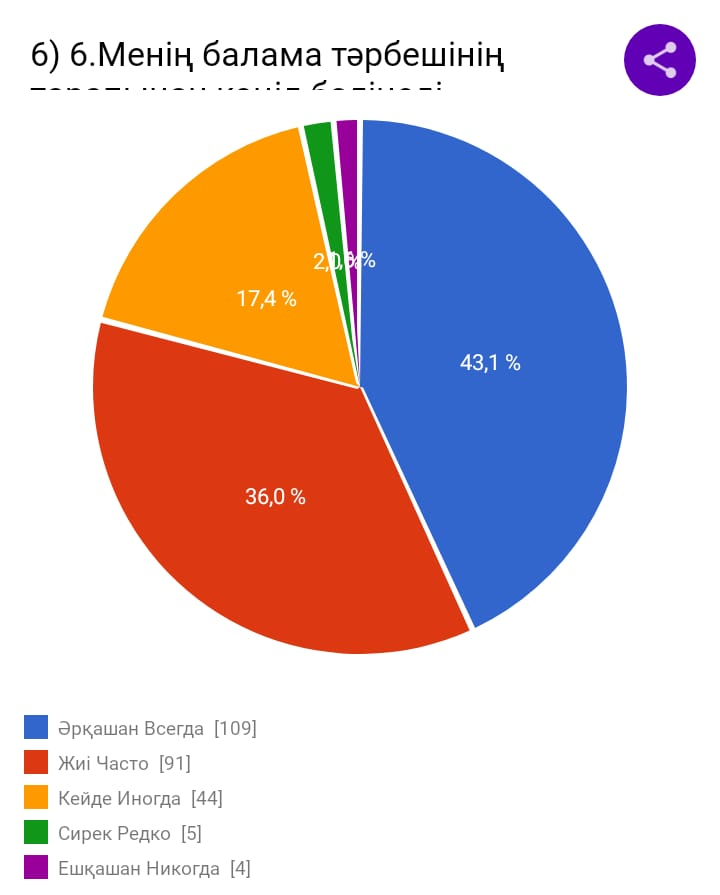 6) 6.Менің балама тәрбешінің
43,1 %
36,0 %
17,4 %
Әрқашан Всегда [109]
Жиі Часто [91]
Кейде Иногда [44]
Сирек Редко [5]
Ешқашан Никогда [4]